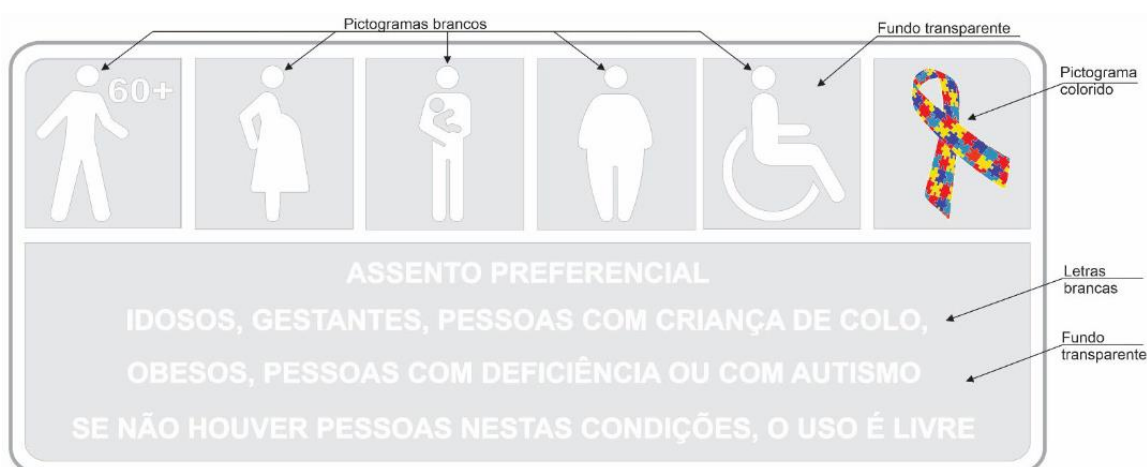 Pictogramas brancos
Fundo transparente
Pictograma
colorido
60+
ASSENTO PREFERENCIAL
IDOSOS, GESTANTES, PESSOAS COM CRIANÇA DE COLO,
OBESOS, PESSOAS COM DEFICIÊNCIA OU COM AUTISMO
SE NÃO HOUVER PESSOAS NESTAS CONDIÇÕES, O USO É LIVRE
Letras
brancas
Fundo
transparente